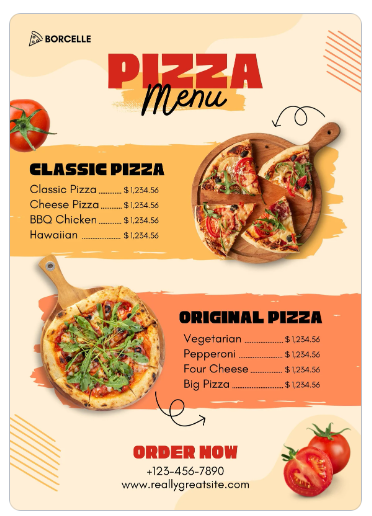 BORCELLE
PIZZA
Menu
CLASSIC PIZZA
Classic Pizza ........... $ 1,234.56
Cheese Pizza ........... $ 1,234.56
BBQ Chicken ........... $ 1,234.56
Hawaiian ........... $ 1,234.56
ORIGINAL PIZZA
Vegetarian ........... $ 1,234.56
Pepperoni ........... $ 1,234.56
Four Cheese ........... $ 1,234.56
Big Pizza ........... $ 1,234.56
ORDER NOW
+123-456-7890
www.reallygreatsite.com